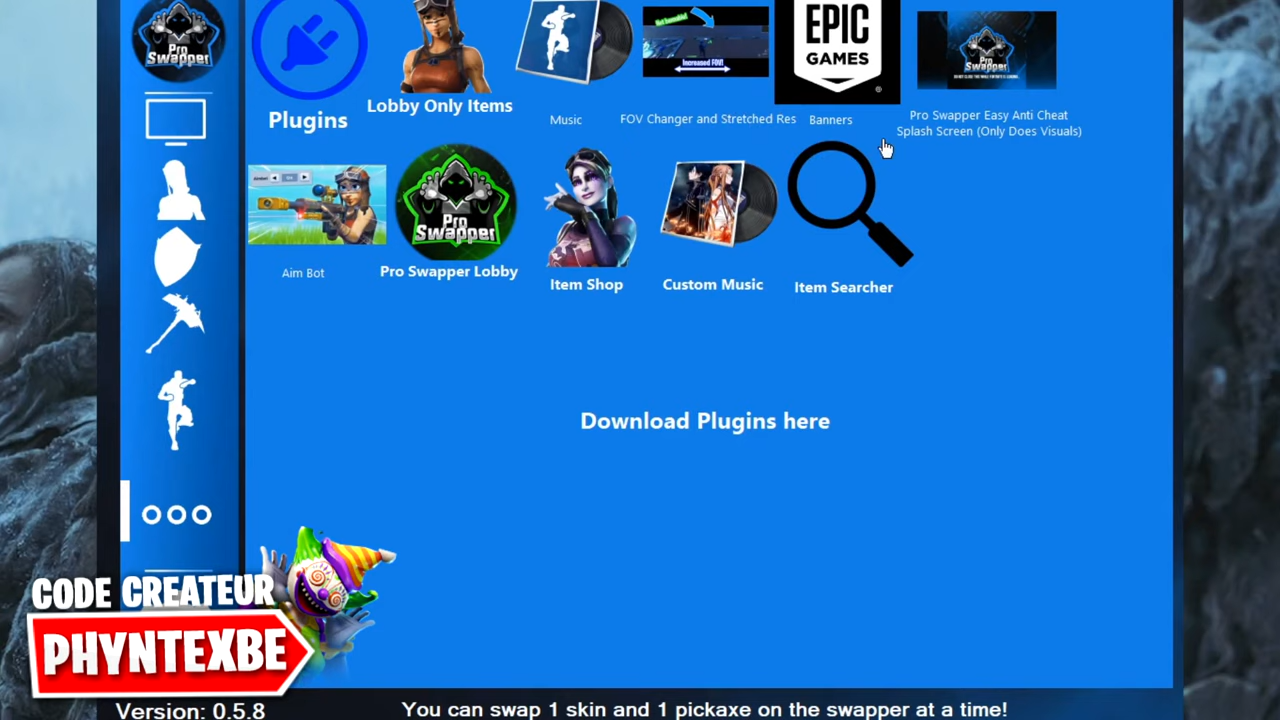 Pro
Swapper
Plugins
Lobby Only Items
Music
Increased FOV!
FOV Changer and Stretched Res
EPIC
GAMES
Banners
Pro
Swapper
Pro Swapper Easy Anti Cheat
Splash Screen (Only Does Visuals)
Aim Bot
Pro
Swapper
Pro Swapper Lobby
Item Shop
Custom Music
Item Searcher
Download Plugins here
CODE CREATEUR
PHYNTEXBE
Version: 0.5.8
You can swap 1 skin and 1 pickaxe on the swapper at a time!